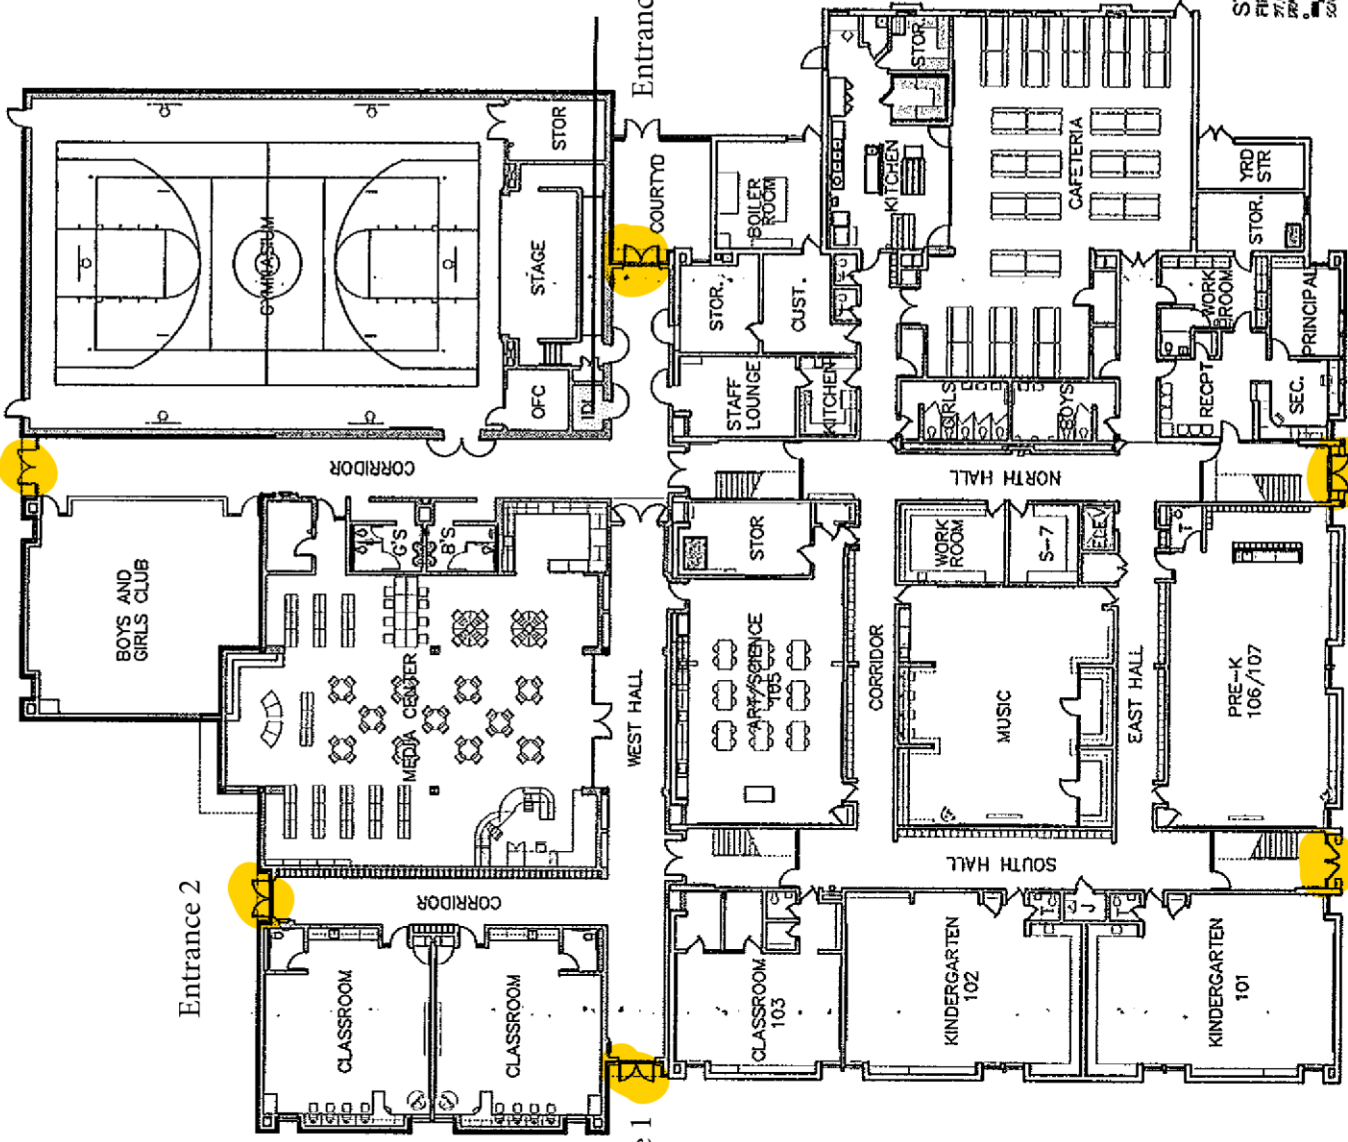 Entrance
STOR
STOR.
COURTYD
BOILER
ROOM
KITCHEN
CAFETERIA
YRD
STR
GYMNASIUM
STAGE
STOR.
CUST.
STOR.
WORK
ROOM
PRINCIPAL
OFC
STAFF
LOUNGE
KITCHEN
GIRLS
BOYS
RECPT
SEC.
CORRIDOR
NORTH HALL
BOYS AND
GIRLS CLUB
G'S
B'S
STOR
WORK
ROOM
S-7
ELEV
T
MEDIA CENTER
WEST HALL
ART/SCIENCE
105
CORRIDOR
MUSIC
EAST HALL
PRE-K
106/107
Entrance 2
CORRIDOR
SOUTH HALL
T
J
T
CLASSROOM
CLASSROOM
CLASSROOM
103
KINDERGARTEN
102
KINDERGARTEN
101
e 1